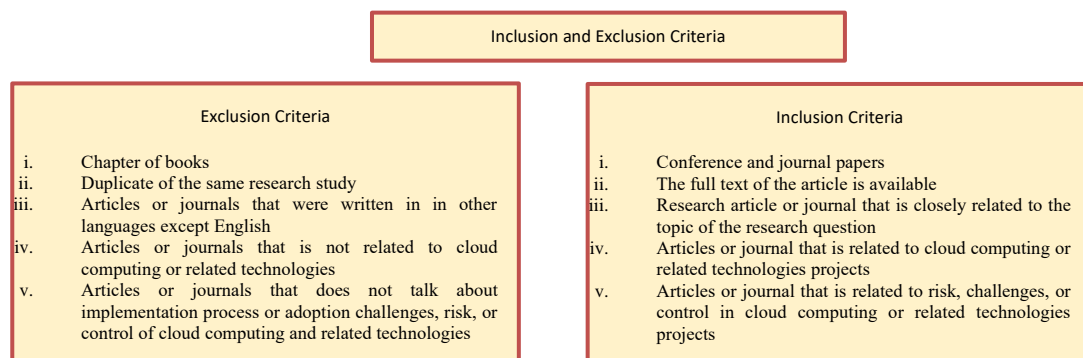 Inclusion and Exclusion Criteria
Exclusion Criteria
i. Chapter of books
ii. Duplicate of the same research study
iii. Articles or journals that were written in in other
languages except English
iv. Articles or journals that is not related to cloud
computing or related technologies
v. Articles or journals that does not talk about
implementation process or adoption challenges, risk, or
control of cloud computing and related technologies
Inclusion Criteria
i. Conference and journal papers
ii. The full text of the article is available
iii. Research article or journal that is closely related to the
topic of the research question
iv. Articles or journal that is related to cloud computing or
related technologies projects
v. Articles or journal that is related to risk, challenges, or
control in cloud computing or related technologies
projects